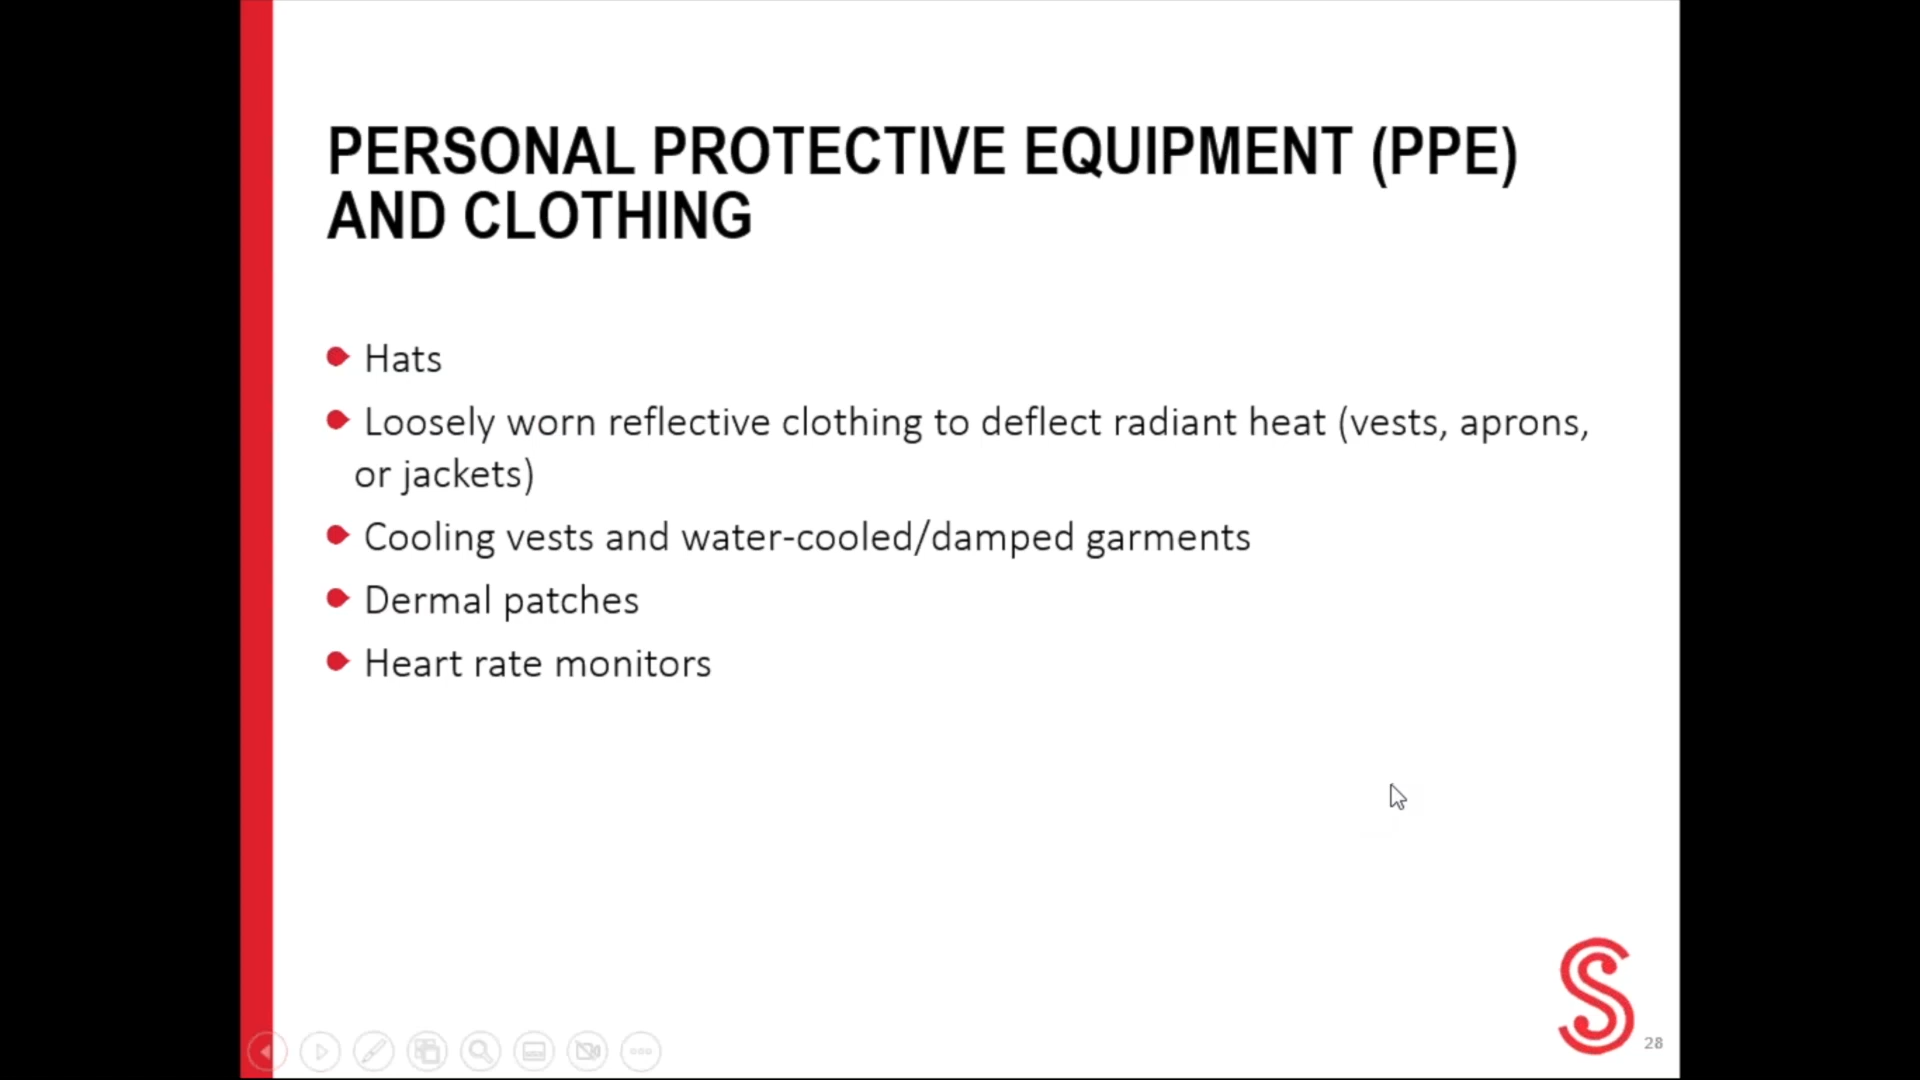 PERSONAL PROTECTIVE EQUIPMENT (PPE)
AND CLOTHING
Hats
Loosely worn reflective clothing to deflect radiant heat (vests, aprons,
or jackets)
Cooling vests and water-cooled/damped garments
Dermal patches
Heart rate monitors
S
28